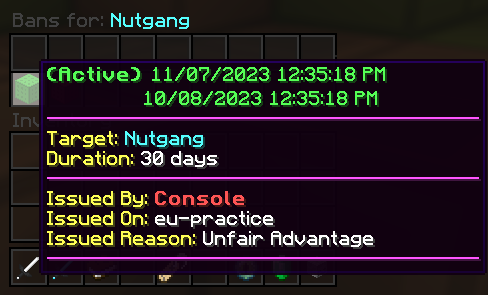 Bans for: Nutgang
(Active) 11/07/2023 12:35:18 PM
10/08/2023 12:35:18 PM
Target: Nutgang
Duration: 30 days
Issued By: Console
Issued On: eu-practice
Issued Reason: Unfair Advantage